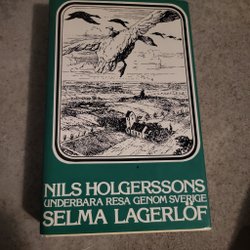 NILS HOLGERSSONS
UNDERBARA RESA GENOM SVERIGE
SELMA LAGERLÖF